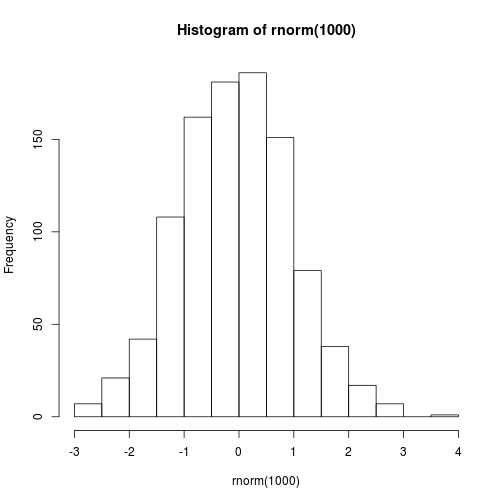 Histogram of rnorm(1000)
Frequency
150
100
50
0
-3 -2 -1 0 1 2 3 4
rnorm(1000)